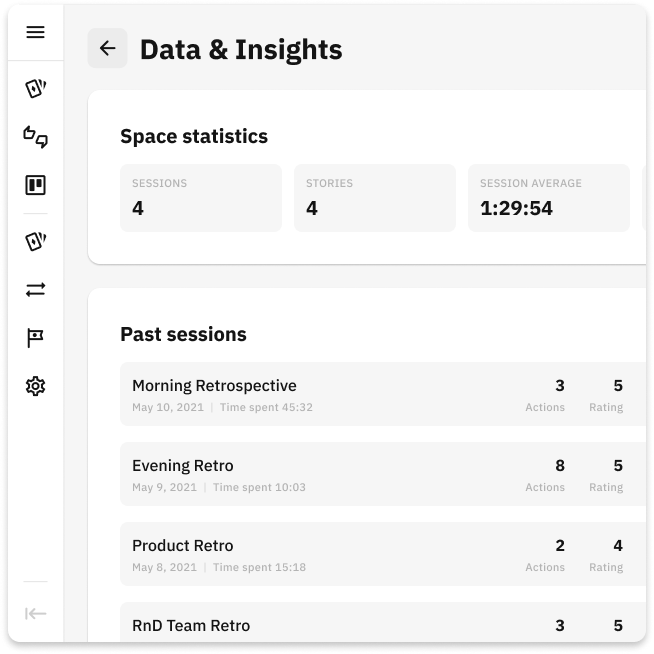 Data & Insights
Space statistics
SESSIONS STORIES SESSION AVERAGE
4 4 1:29:54
Past sessions
Morning Retrospective 3 5
May 10, 2021 | Time spent 45:32 Actions Rating
Evening Retro 8 5
May 9, 2021 | Time spent 10:03 Actions Rating
Product Retro 2 4
May 8, 2021 | Time spent 15:18 Actions Rating
RnD Team Retro 3 5